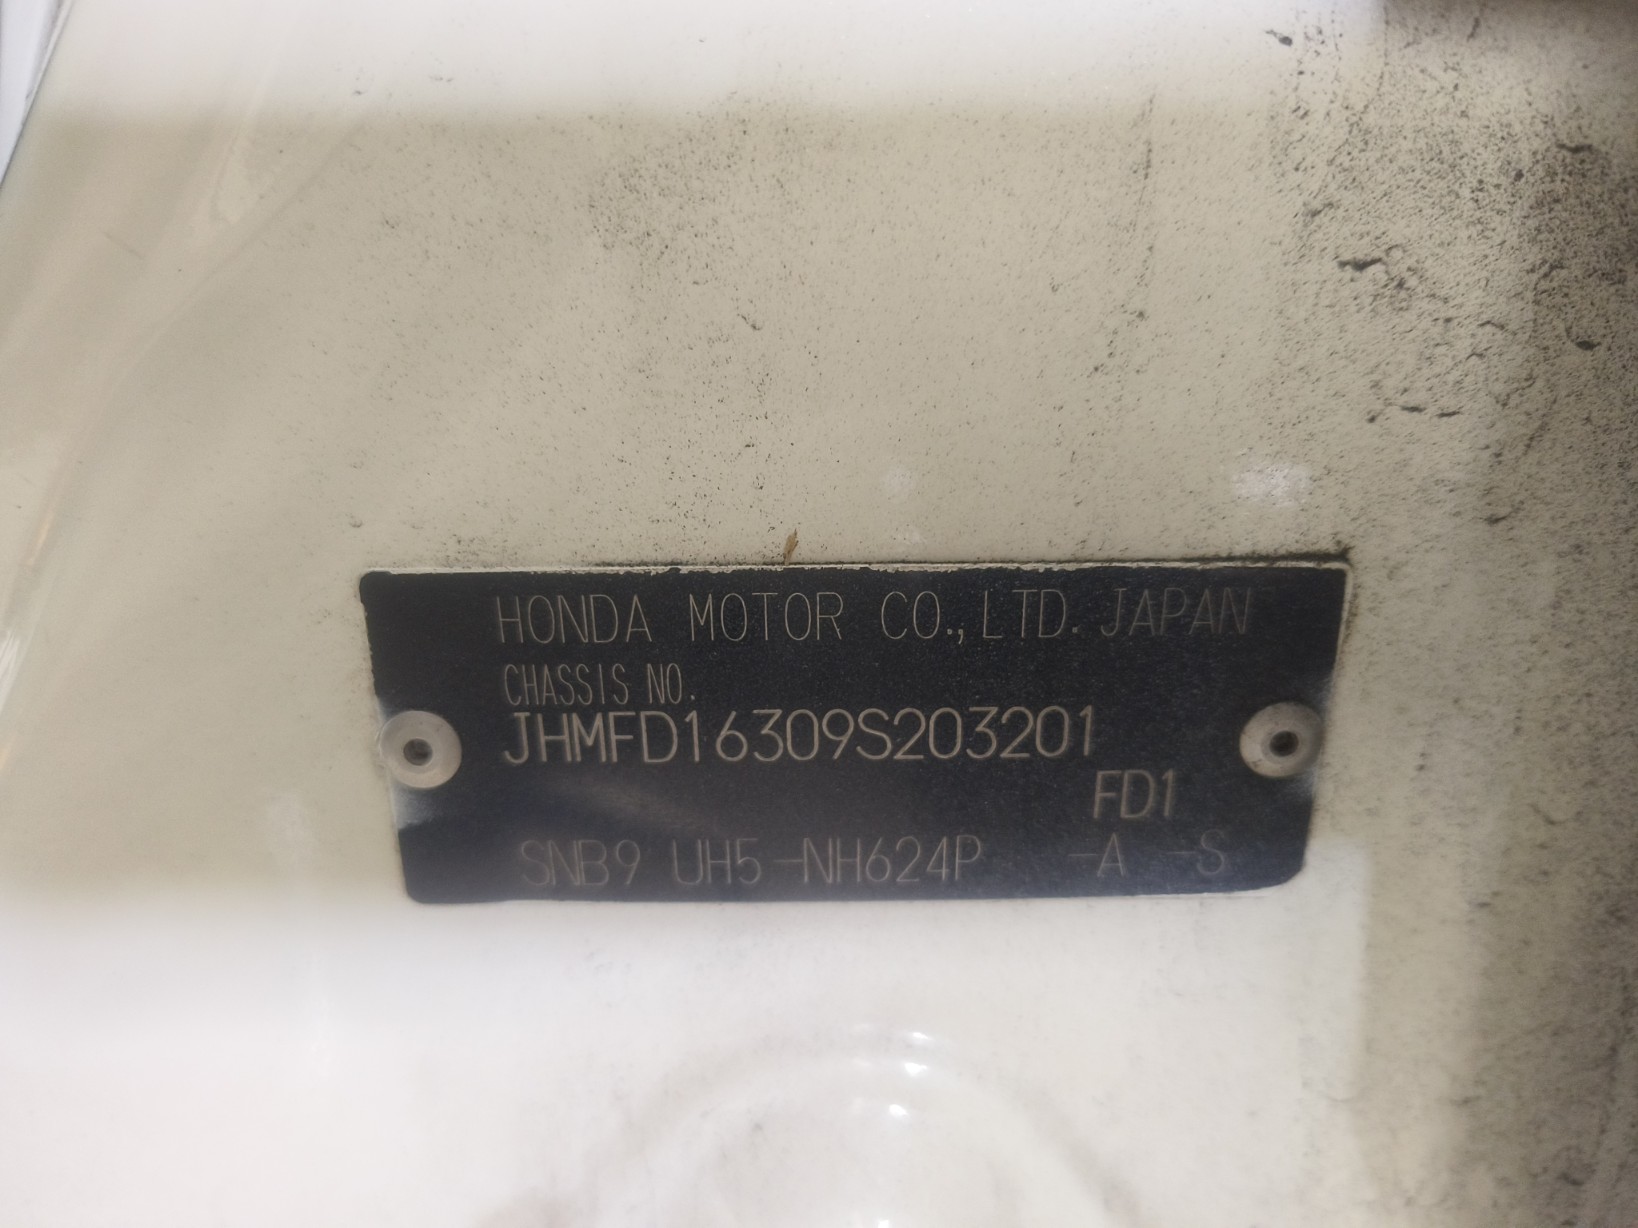 HONDA MOTOR CO., LTD. JAPAN
CHASSIS NO.
JHMFD16309S203201
FD1
SNB9 UH5-NH624P -A -S